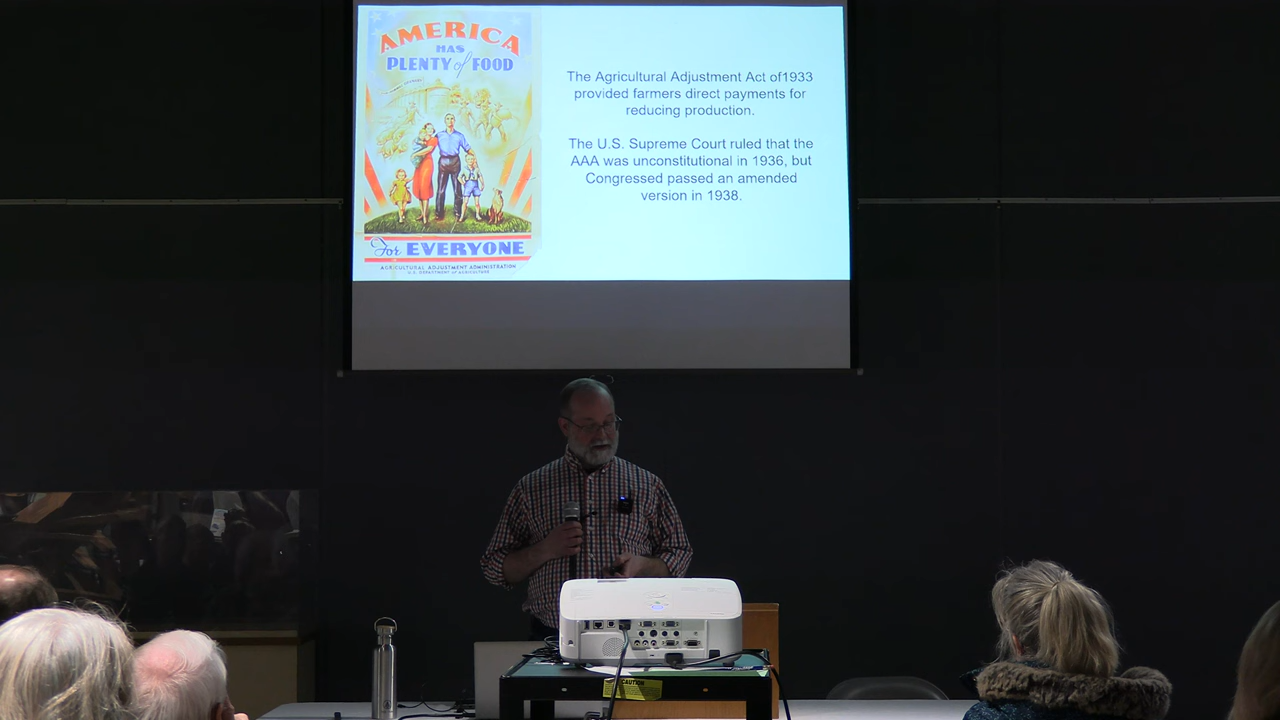 AMERICA
HAS
PLENTY of FOOD
For EVERYONE
AGRICULTURAL ADJUSTMENT ADMINISTRATION
U.S. DEPARTMENT of AGRICULTURE
The Agricultural Adjustment Act of1933
provided farmers direct payments for
reducing production.
The U.S. Supreme Court ruled that the
AAA was unconstitutional in 1936, but
Congressed passed an amended
version in 1938.
CAUTION